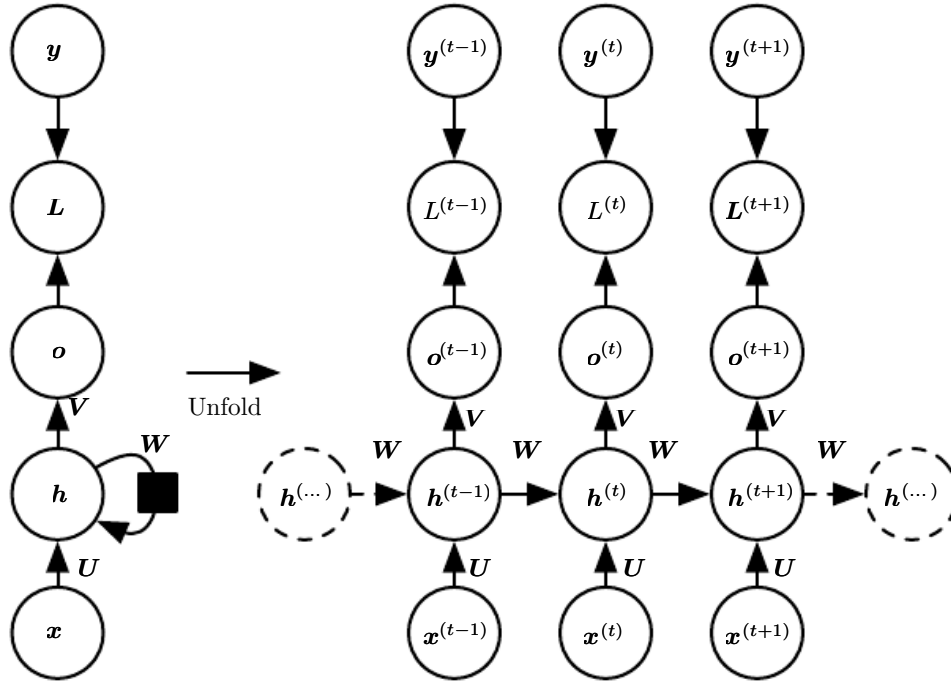 y y^(t−1) y^(t) y^(t+1)
L L^(t−1) L^(t) L^(t+1)
o o^(t−1) o^(t) o^(t+1)
Unfold
V V V V
W W W W W
h h^(...) h^(t−1) h^(t) h^(t+1) h^(...)
U U U U
x x^(t−1) x^(t) x^(t+1)